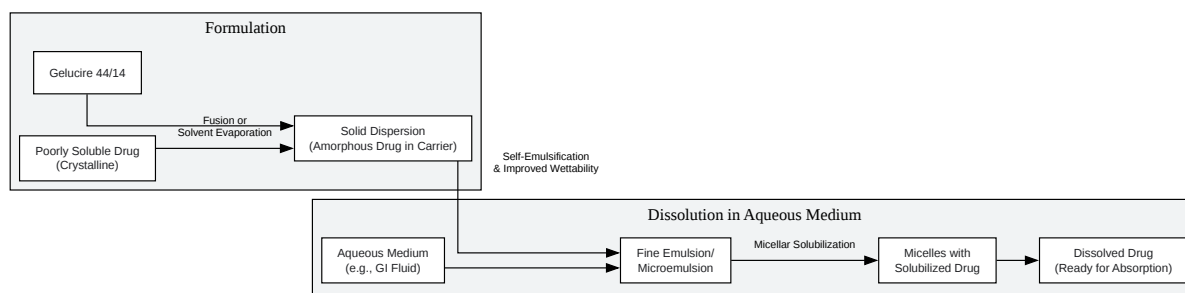 Formulation
Gelucire 44/14
Fusion or
Solvent Evaporation
Poorly Soluble Drug
(Crystalline)
Solid Dispersion
(Amorphous Drug in Carrier)
Self-Emulsification
& Improved Wettability
Dissolution in Aqueous Medium
Aqueous Medium
(e.g., GI Fluid)
Fine Emulsion/
Microemulsion
Micellar Solubilization
Micelles with
Solubilized Drug
Dissolved Drug
(Ready for Absorption)